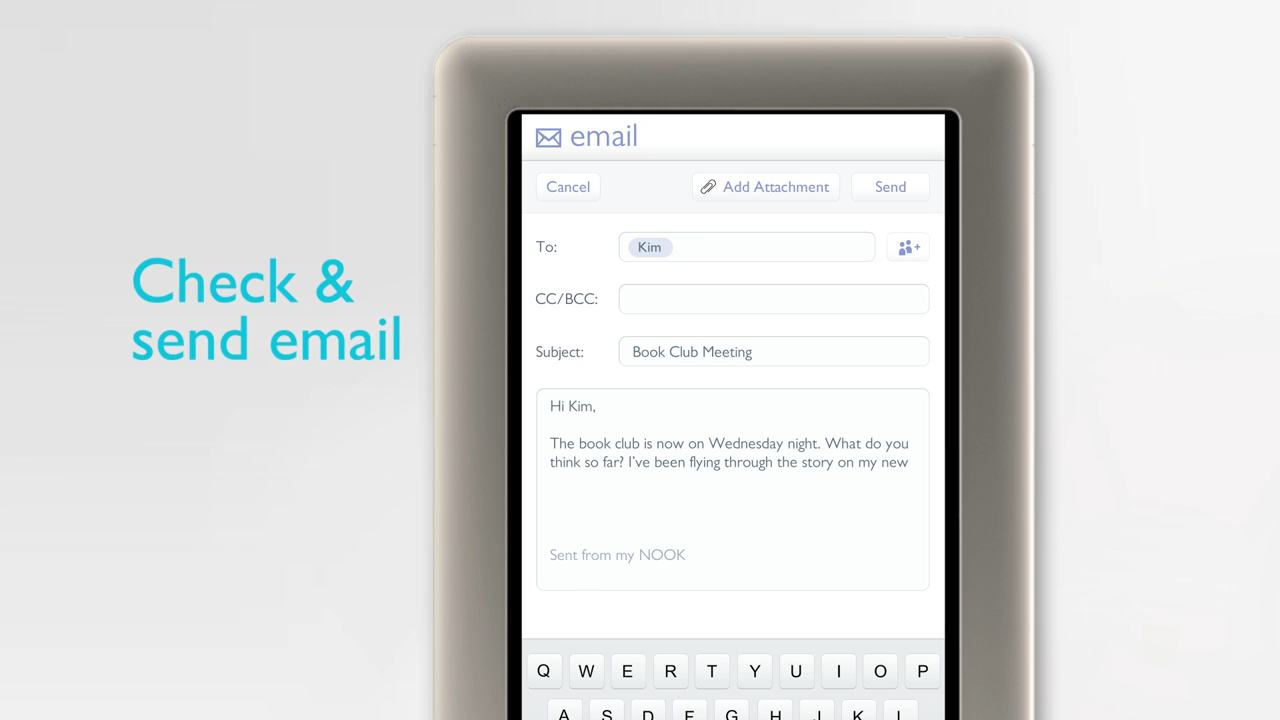 Check &
send email
email
Cancel
Add Attachment
Send
To:
Kim
CC/BCC:
Subject:
Book Club Meeting
Hi Kim,
The book club is now on Wednesday night. What do you
think so far? I've been flying through the story on my new
Sent from my NOOK
Q W E R T Y U I O P
A S D F G H J K L